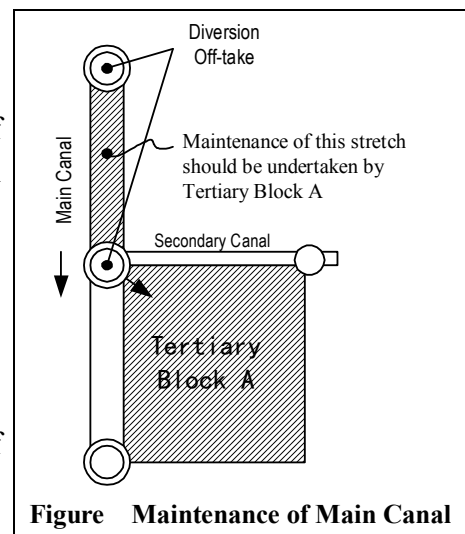 Diversion
Off-take
Maintenance of this stretch
should be undertaken by
Tertiary Block A
Main Canal
Secondary Canal
Tertiary
Block A
Figure Maintenance of Main Canal